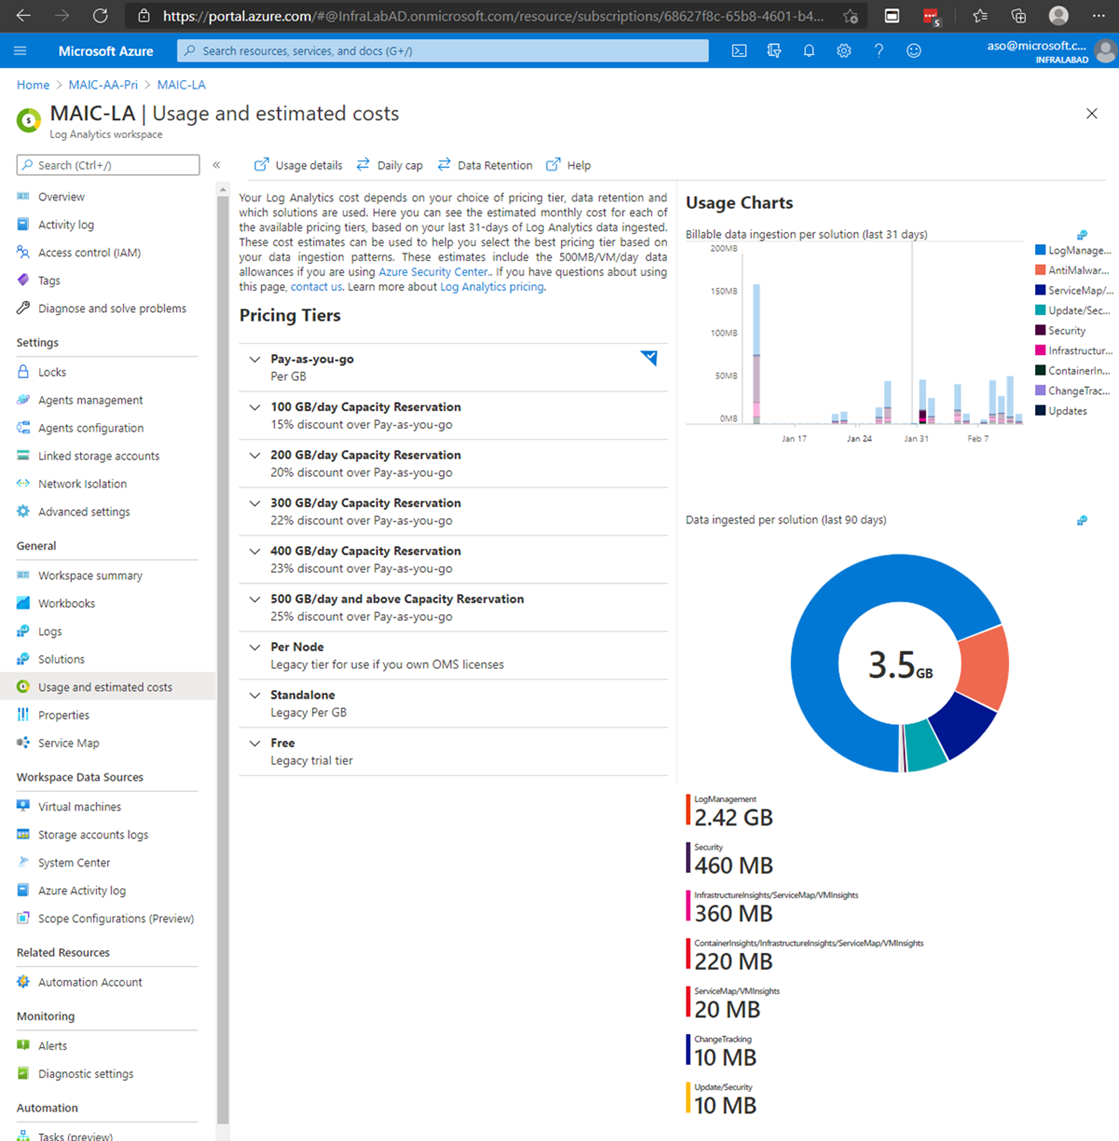 https://portal.azure.com/#@InfraLabAD.onmicrosoft.com/resource/subscriptions/68627f8c-65b8-4601-b4...
5
Microsoft Azure
Search resources, services, and docs (G+/)
aso@microsoft.c...
INFRALABAD
Home > MAIC-AA-Pri > MAIC-LA
MAIC-LA | Usage and estimated costs
Log Analytics workspace
Search (Ctrl+/)
Overview
Activity log
Access control (IAM)
Tags
Diagnose and solve problems
Settings
Locks
Agents management
Agents configuration
Linked storage accounts
Network Isolation
Advanced settings
General
Workspace summary
Workbooks
Logs
Solutions
Usage and estimated costs
Properties
Service Map
Workspace Data Sources
Virtual machines
Storage accounts logs
System Center
Azure Activity log
Scope Configurations (Preview)
Related Resources
Automation Account
Monitoring
Alerts
Diagnostic settings
Automation
Tasks (preview)
Usage details
Daily cap
Data Retention
Help
Your Log Analytics cost depends on your choice of pricing tier, data retention and
which solutions are used. Here you can see the estimated monthly cost for each of
the available pricing tiers, based on your last 31-days of Log Analytics data ingested.
These cost estimates can be used to help you select the best pricing tier based on
your data ingestion patterns. These estimates include the 500MB/VM/day data
allowances if you are using Azure Security Center.. If you have questions about using
this page, contact us. Learn more about Log Analytics pricing.
Pricing Tiers
Pay-as-you-go
Per GB
100 GB/day Capacity Reservation
15% discount over Pay-as-you-go
200 GB/day Capacity Reservation
20% discount over Pay-as-you-go
300 GB/day Capacity Reservation
22% discount over Pay-as-you-go
400 GB/day Capacity Reservation
23% discount over Pay-as-you-go
500 GB/day and above Capacity Reservation
25% discount over Pay-as-you-go
Per Node
Legacy tier for use if you own OMS licenses
Standalone
Legacy Per GB
Free
Legacy trial tier
Usage Charts
Billable data ingestion per solution (last 31 days)
200MB
150MB
100MB
50MB
0MB
Jan 17
Jan 24
Jan 31
Feb 7
LogManage...
AntiMalwar...
ServiceMap/...
Update/Sec...
Security
Infrastructur...
ContainerIn...
ChangeTrac...
Updates
Data ingested per solution (last 90 days)
3.5GB
LogManagement
2.42 GB
Security
460 MB
InfrastructureInsights/ServiceMap/VMInsights
360 MB
ContainerInsights/InfrastructureInsights/ServiceMap/VMInsights
220 MB
ServiceMap/VMInsights
20 MB
ChangeTracking
10 MB
Update/Security
10 MB